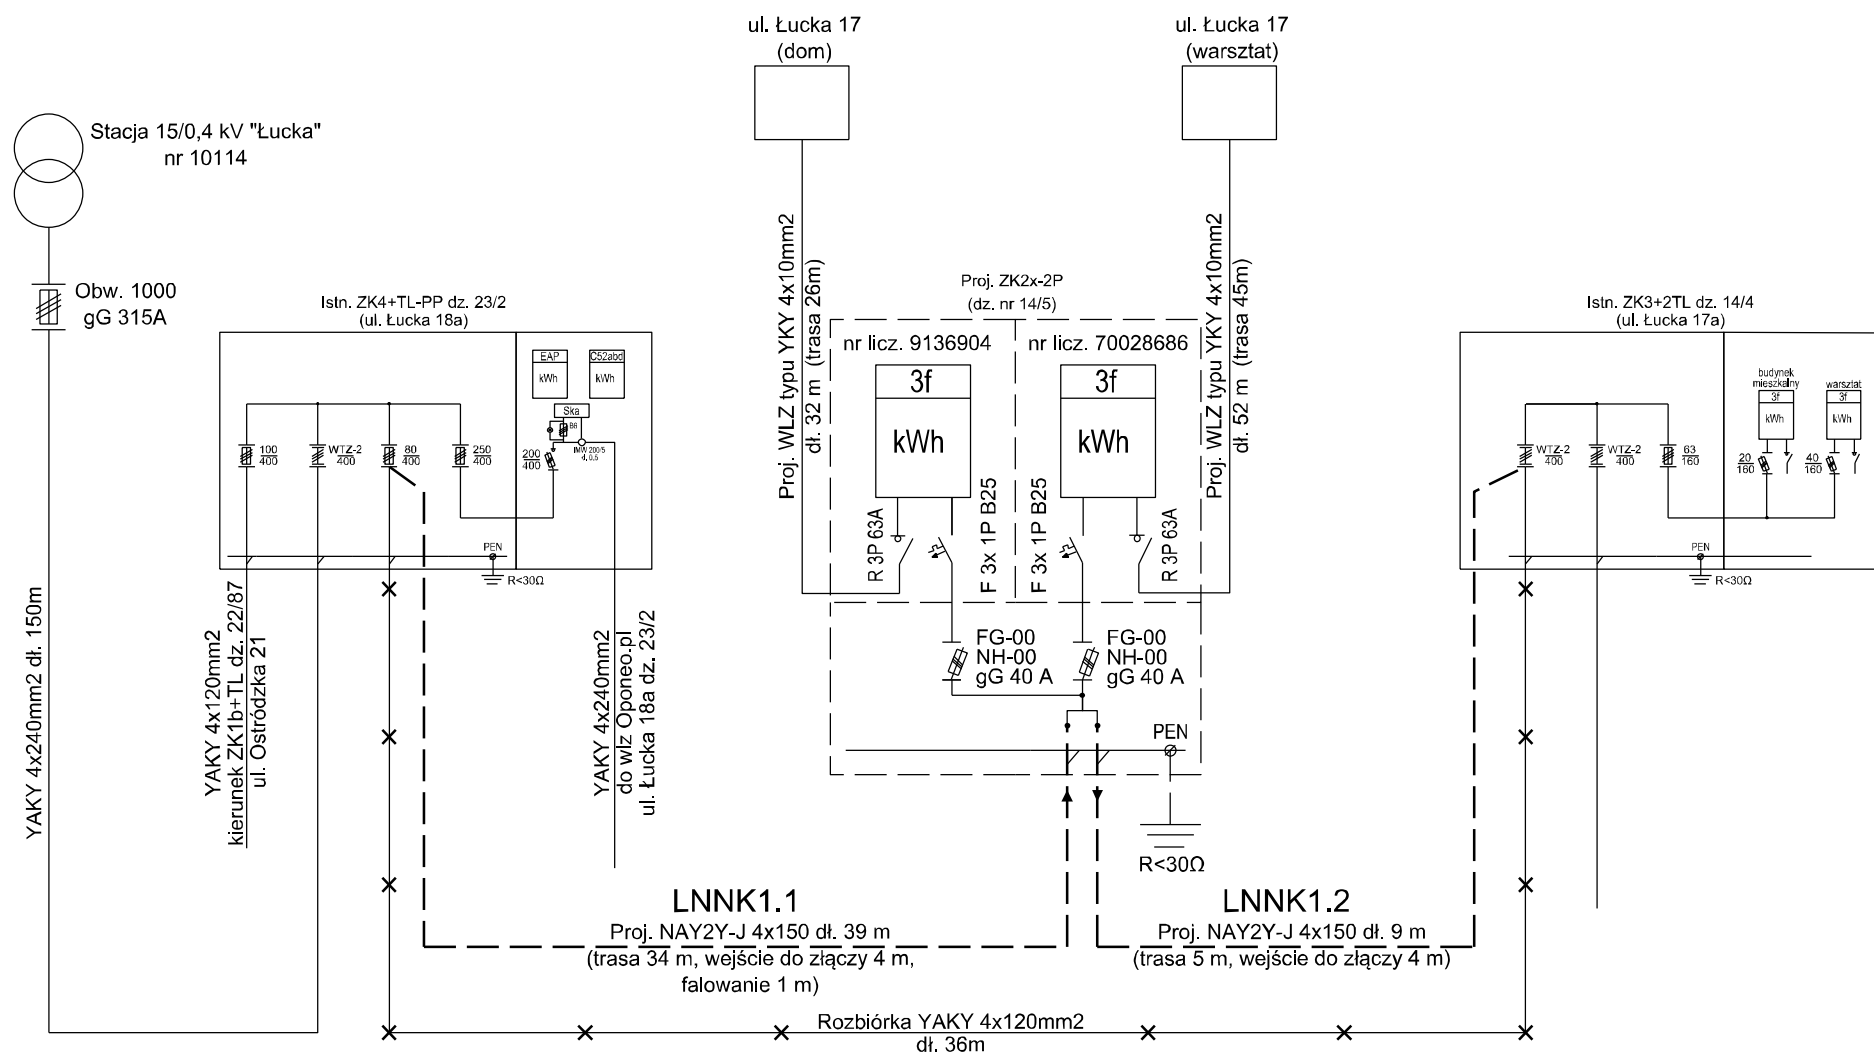 ul. Łucka 17
(dom)
ul. Łucka 17
(warsztat)
Stacja 15/0,4 kV "Łucka"
nr 10114
Obw. 1000
gG 315A
YAKY 4x240mm2 dł. 150m
Istn. ZK4+TL-PP dz. 23/2
(ul. Łucka 18a)
EAP
kWh
C52abd
kWh
Ska
B6
IMW 200/5
d. 0,5
100
400
WTZ-2
400
80
400
250
400
200
400
PEN
R<30Ω
YAKY 4x120mm2
kierunek ZK1b+TL dz. 22/87
ul. Ostródzka 21
YAKY 4x240mm2
do wlz Oponeo.pl
ul. Łucka 18a dz. 23/2
Proj. WLZ typu YKY 4x10mm2
dł. 32 m (trasa 26m)
Proj. ZK2x-2P
(dz. nr 14/5)
nr licz. 9136904
3f
kWh
nr licz. 70028686
3f
kWh
R 3P 63A
F 3x 1P B25
F 3x 1P B25
R 3P 63A
Proj. WLZ typu YKY 4x10mm2
dł. 52 m (trasa 45m)
FG-00
NH-00
gG 40 A
FG-00
NH-00
gG 40 A
PEN
R<30Ω
Istn. ZK3+2TL dz. 14/4
(ul. Łucka 17a)
budynek
mieszkalny
3f
kWh
warsztat
3f
kWh
WTZ-2
400
WTZ-2
400
63
160
20
160
40
160
PEN
R<30Ω
LNNK1.1
Proj. NAY2Y-J 4x150 dł. 39 m
(trasa 34 m, wejście do złączy 4 m,
falowanie 1 m)
LNNK1.2
Proj. NAY2Y-J 4x150 dł. 9 m
(trasa 5 m, wejście do złączy 4 m)
Rozbiórka YAKY 4x120mm2
dł. 36m